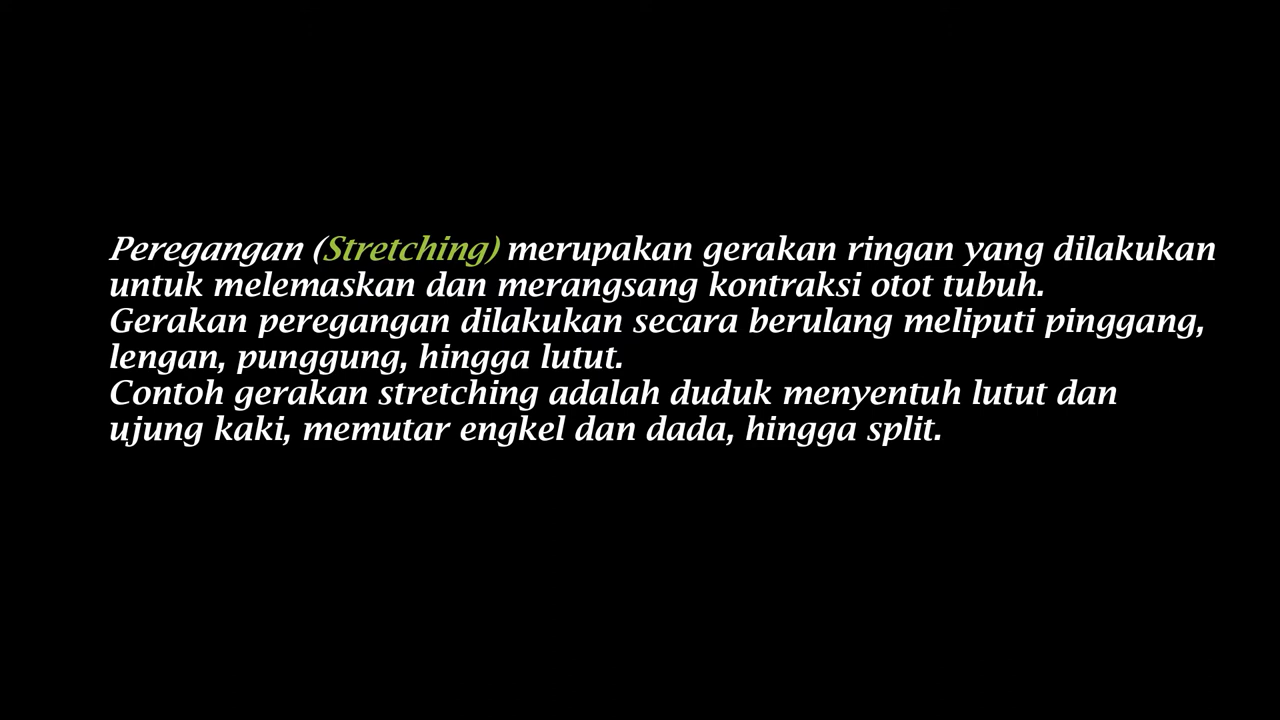 Peregangan (Stretching) merupakan gerakan ringan yang dilakukan
untuk melemaskan dan merangsang kontraksi otot tubuh.
Gerakan peregangan dilakukan secara berulang meliputi pinggang,
lengan, punggung, hingga lutut.
Contoh gerakan stretching adalah duduk menyentuh lutut dan
ujung kaki, memutar engkel dan dada, hingga split.